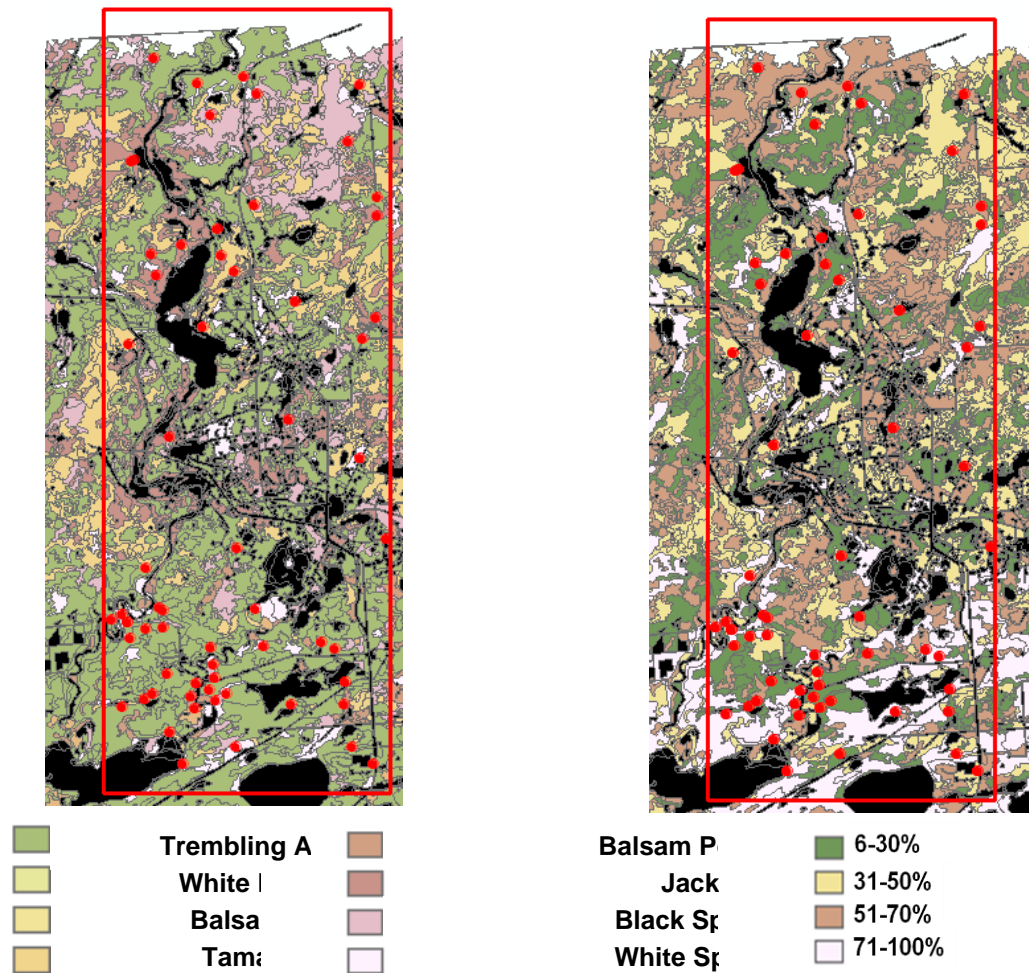 Trembling A
White
Balsa
Tama
Balsam P
Jack
Black Sp
White Sp
6-30%
31-50%
51-70%
71-100%